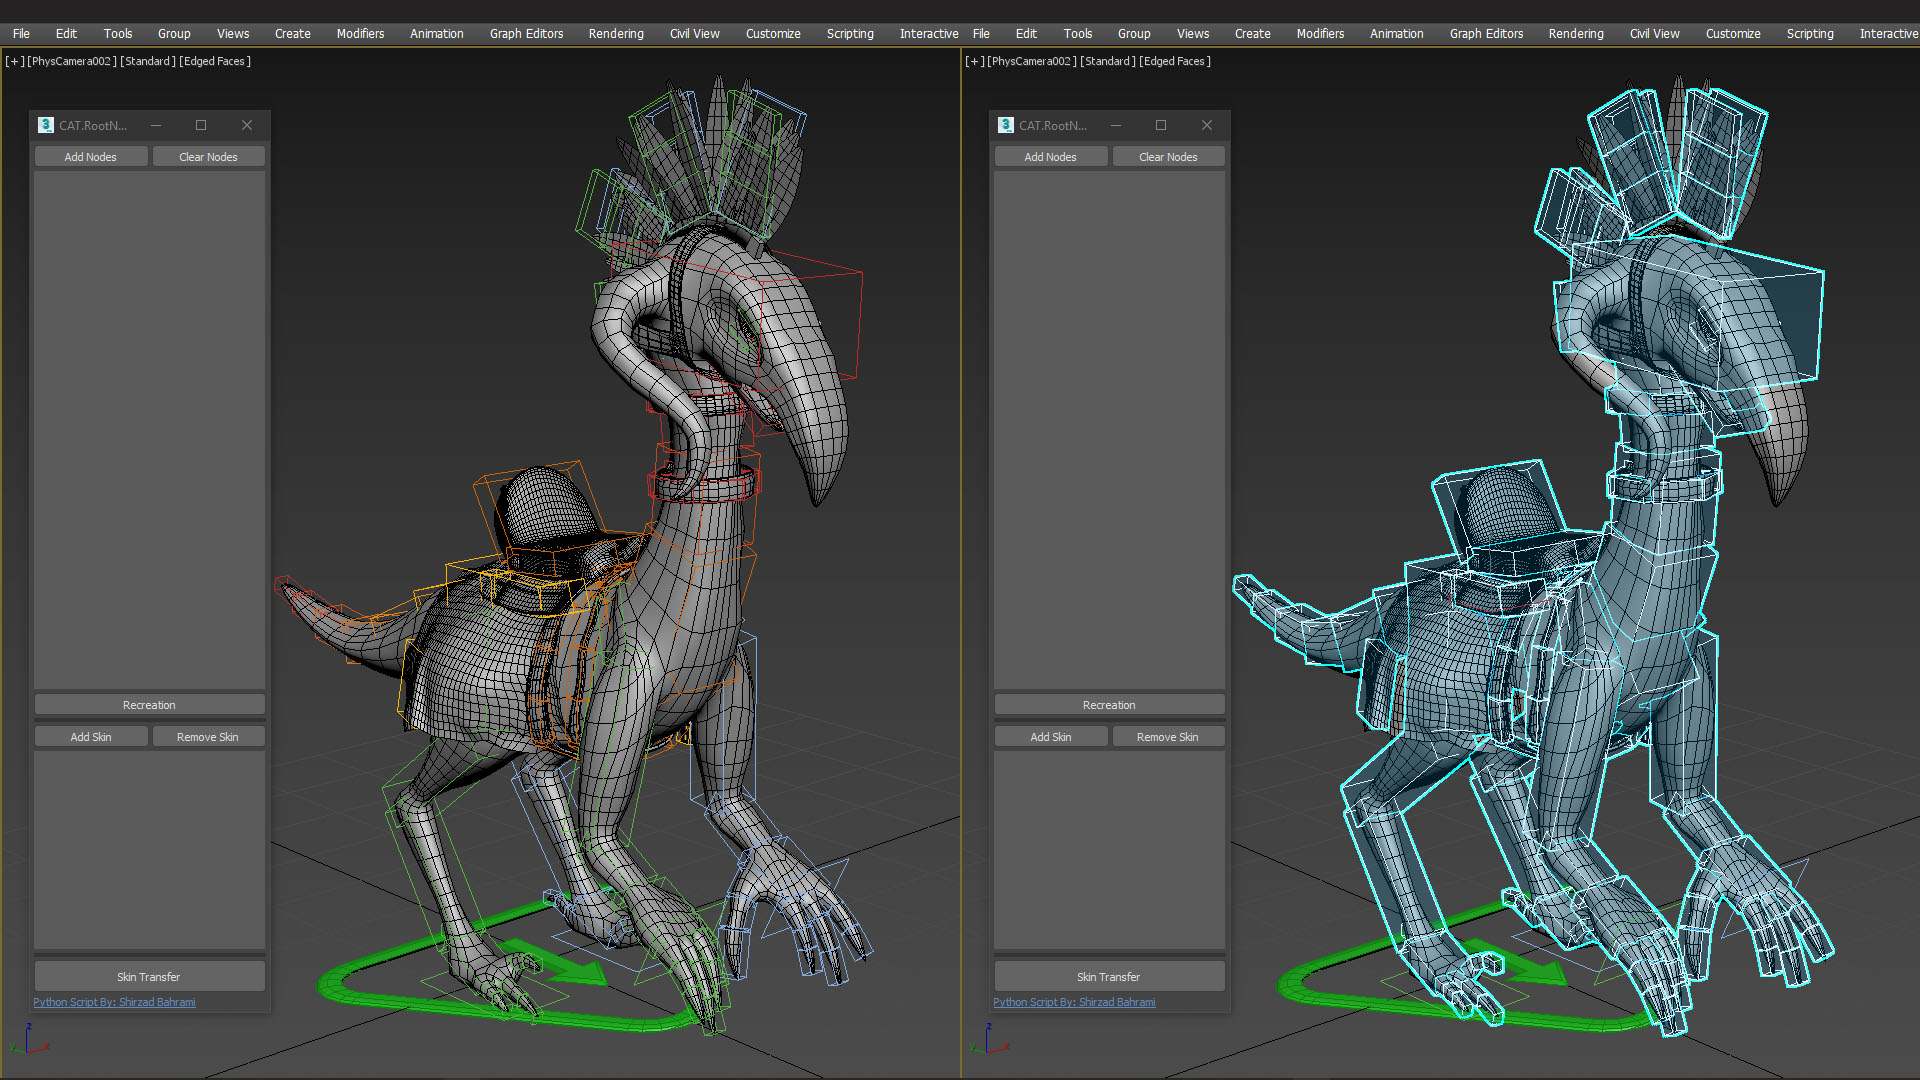 File Edit Tools Group Views Create Modifiers Animation Graph Editors Rendering Civil View Customize Scripting Interactive
[+] [PhysCamera002] [Standard] [Edged Faces]
3 CAT.RootN...
Add Nodes Clear Nodes
Recreation
Add Skin Remove Skin
Skin Transfer
Python Script By: Shirzad Bahrami
z
y x
File Edit Tools Group Views Create Modifiers Animation Graph Editors Rendering Civil View Customize Scripting Interactive
[+] [PhysCamera002] [Standard] [Edged Faces]
3 CAT.RootN...
Add Nodes Clear Nodes
Recreation
Add Skin Remove Skin
Skin Transfer
Python Script By: Shirzad Bahrami
z
y x